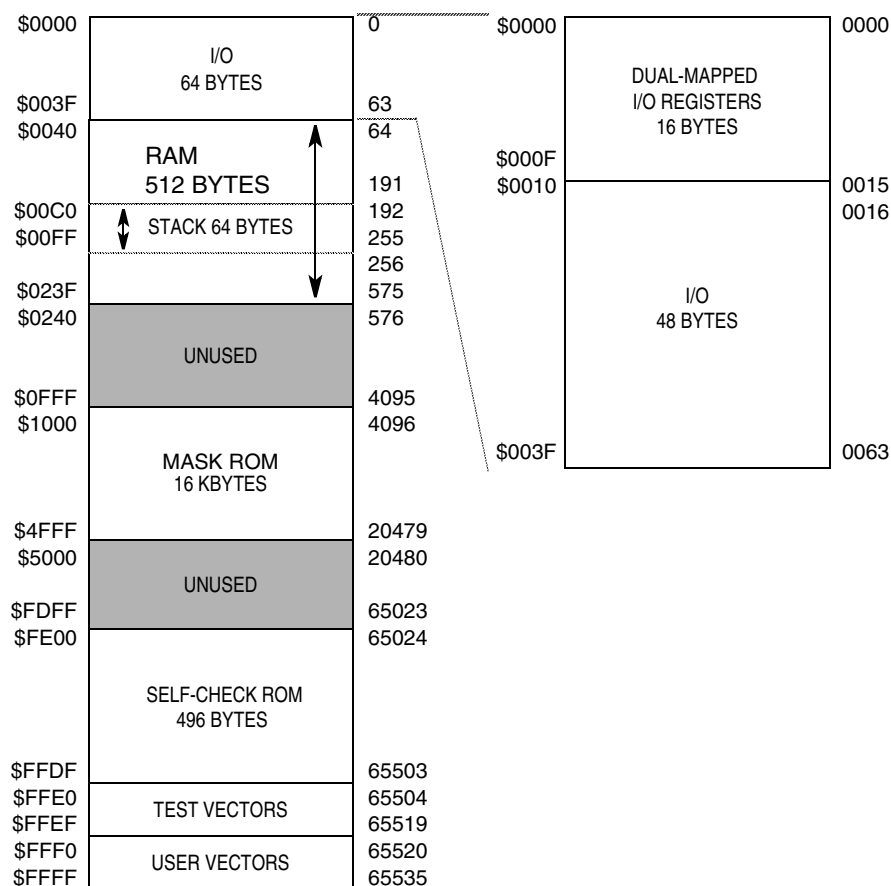 $0000 0
I/O
64 BYTES
$003F 63
$0040 64
RAM
512 BYTES
191
$00C0 192
STACK 64 BYTES
$00FF 255
256
$023F 575
$0240 576
UNUSED
$0FFF 4095
$1000 4096
MASK ROM
16 KBYTES
$4FFF 20479
$5000 20480
UNUSED
$FDFF 65023
$FE00 65024
SELF-CHECK ROM
496 BYTES
$FFDF 65503
$FFE0 65504
TEST VECTORS
$FFEF 65519
$FFF0 65520
USER VECTORS
$FFFF 65535
$0000 0000
DUAL-MAPPED
I/O REGISTERS
16 BYTES
$000F
$0010 0015
0016
I/O
48 BYTES
$003F 0063